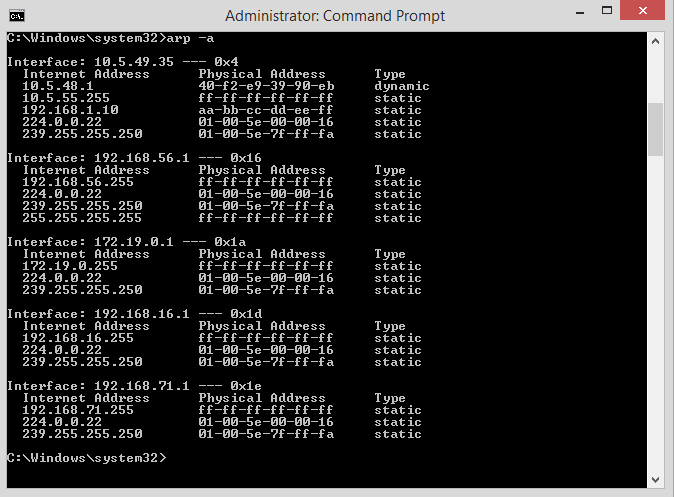 Administrator: Command Prompt
C:\Windows\system32>arp -a
Interface: 10.5.49.35 --- 0x4
Internet Address Physical Address Type
10.5.48.1 40-f2-e9-39-90-eb dynamic
10.5.55.255 ff-ff-ff-ff-ff-ff static
192.168.1.10 aa-bb-cc-dd-ee-ff static
224.0.0.22 01-00-5e-00-00-16 static
239.255.255.250 01-00-5e-7f-ff-fa static
Interface: 192.168.56.1 --- 0x16
Internet Address Physical Address Type
192.168.56.255 ff-ff-ff-ff-ff-ff static
224.0.0.22 01-00-5e-00-00-16 static
239.255.255.250 01-00-5e-7f-ff-fa static
255.255.255.255 ff-ff-ff-ff-ff-ff static
Interface: 172.19.0.1 --- 0x1a
Internet Address Physical Address Type
172.19.0.255 ff-ff-ff-ff-ff-ff static
224.0.0.22 01-00-5e-00-00-16 static
239.255.255.250 01-00-5e-7f-ff-fa static
Interface: 192.168.16.1 --- 0x1d
Internet Address Physical Address Type
192.168.16.255 ff-ff-ff-ff-ff-ff static
224.0.0.22 01-00-5e-00-00-16 static
239.255.255.250 01-00-5e-7f-ff-fa static
Interface: 192.168.71.1 --- 0x1e
Internet Address Physical Address Type
192.168.71.255 ff-ff-ff-ff-ff-ff static
224.0.0.22 01-00-5e-00-00-16 static
239.255.255.250 01-00-5e-7f-ff-fa static
C:\Windows\system32>